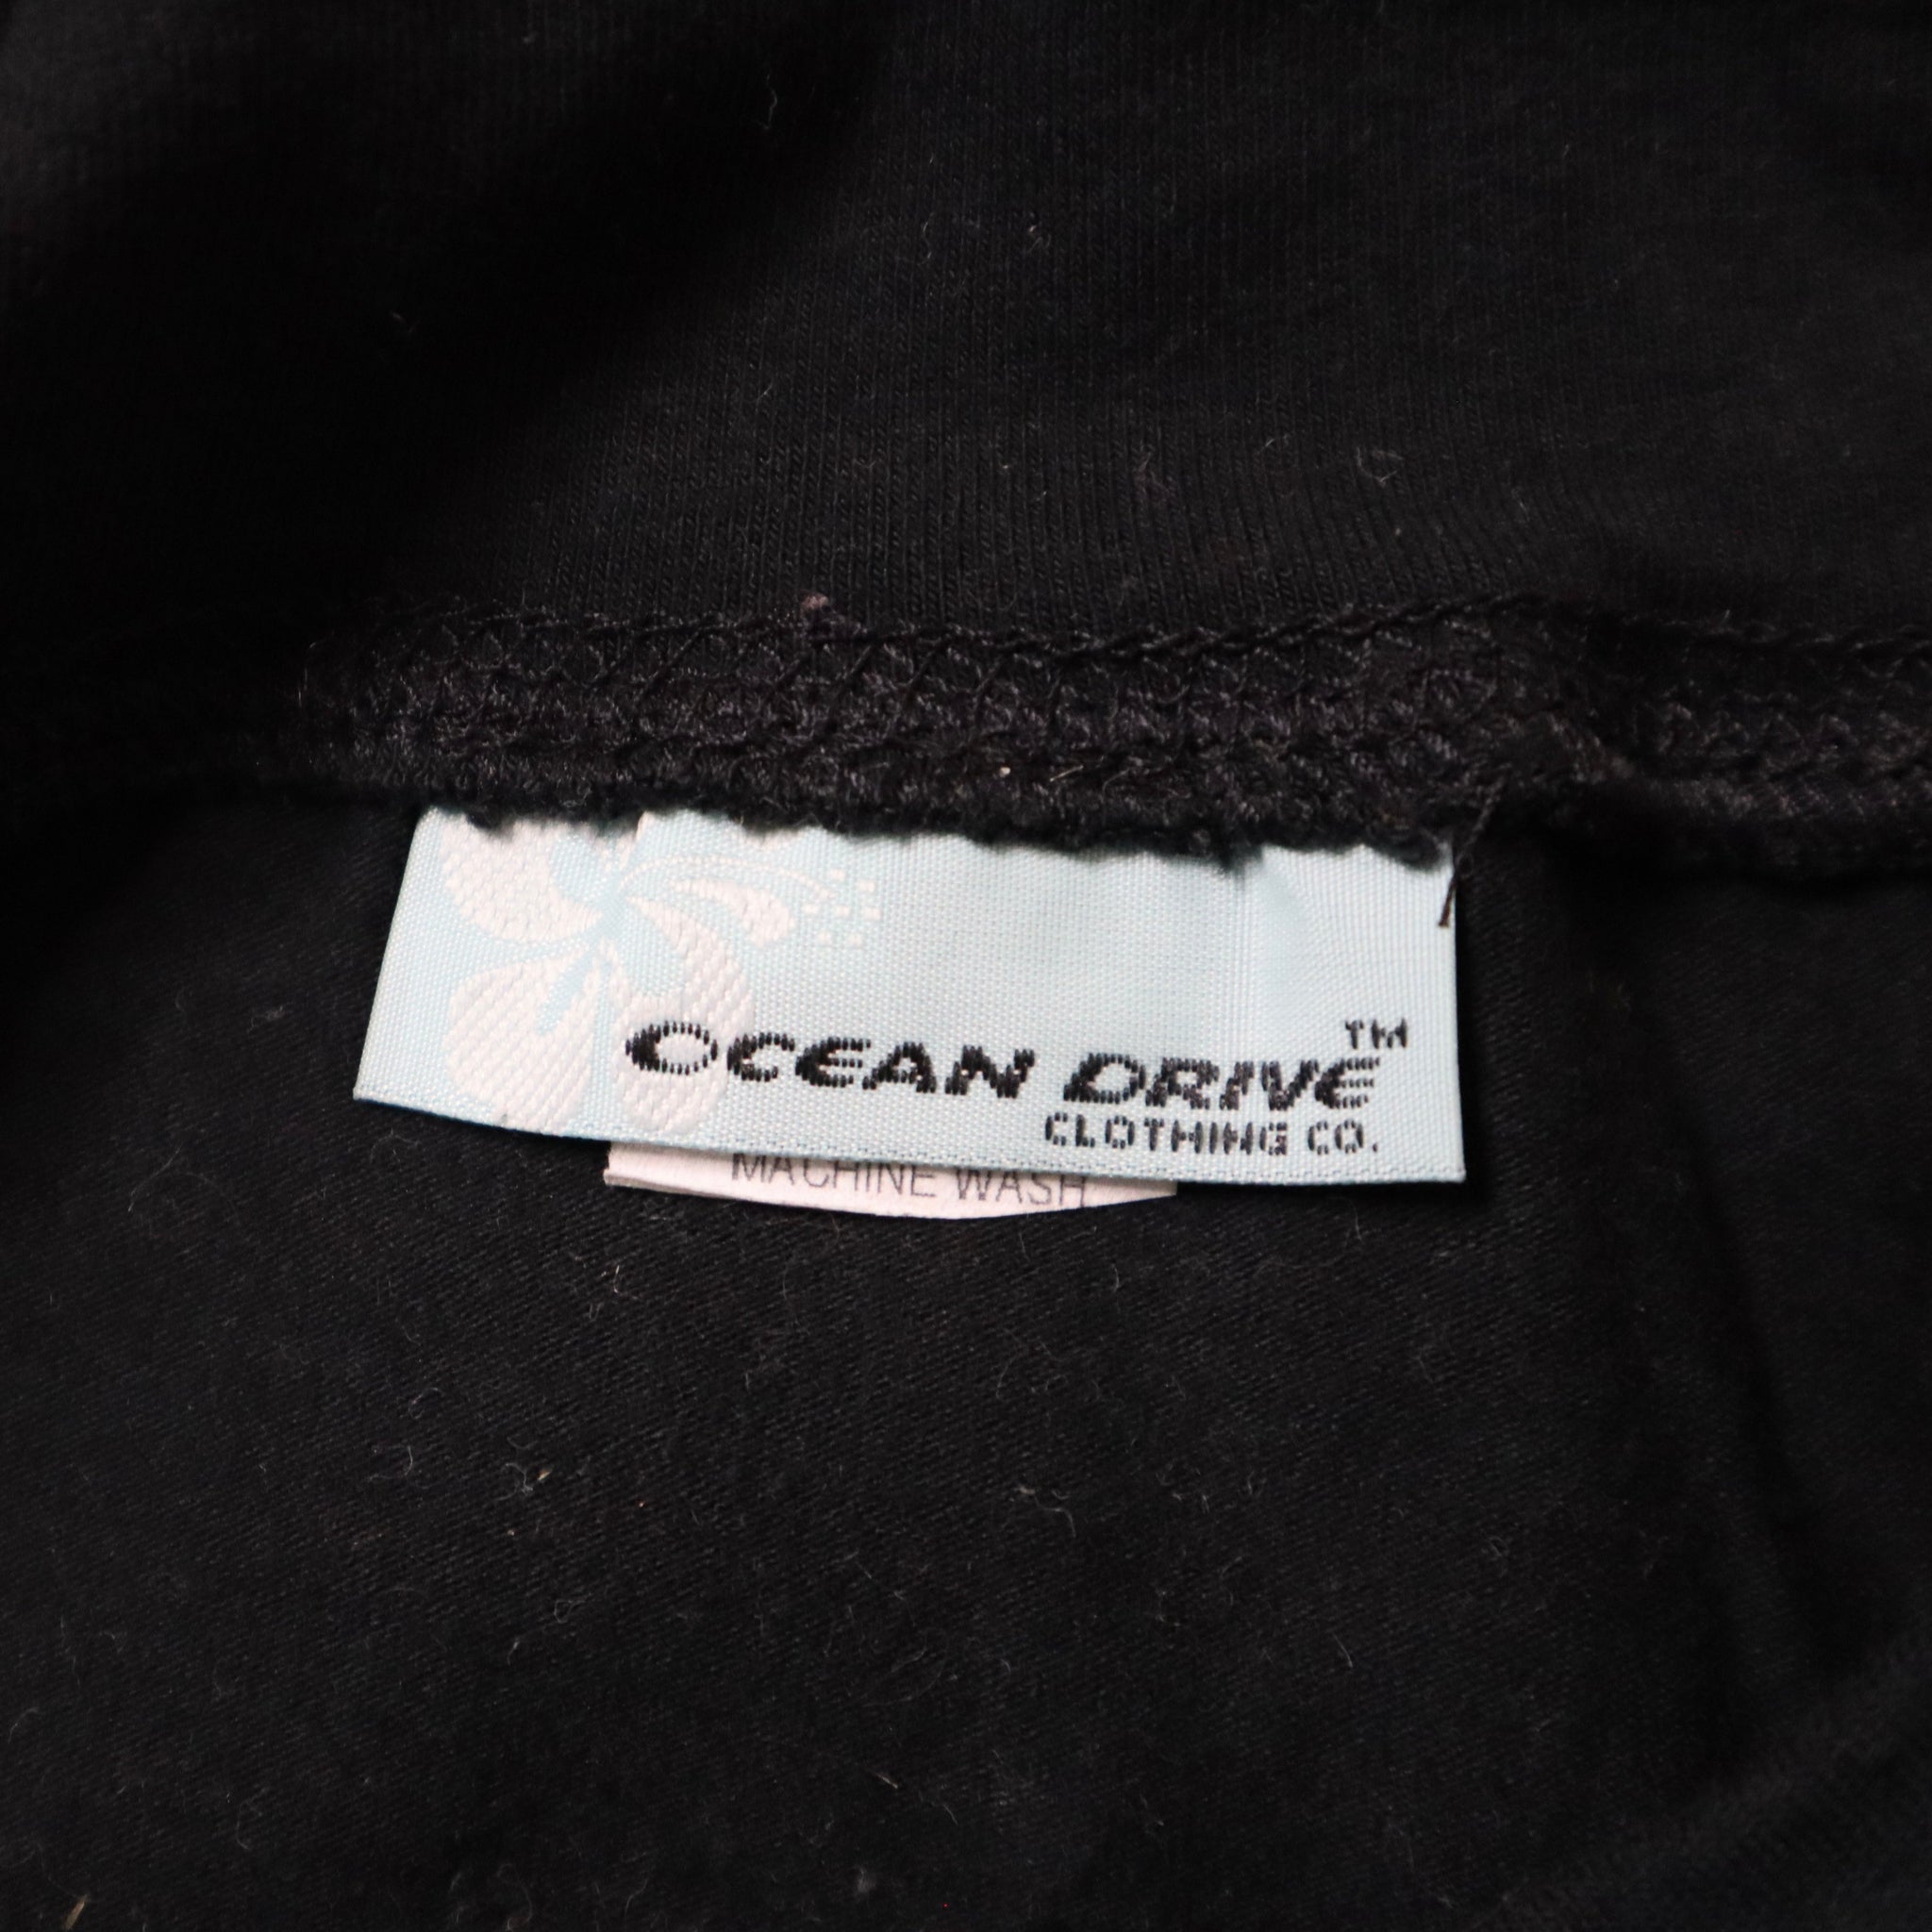 OCEAN DRIVE™
CLOTHING CO.
MACHINE WASH